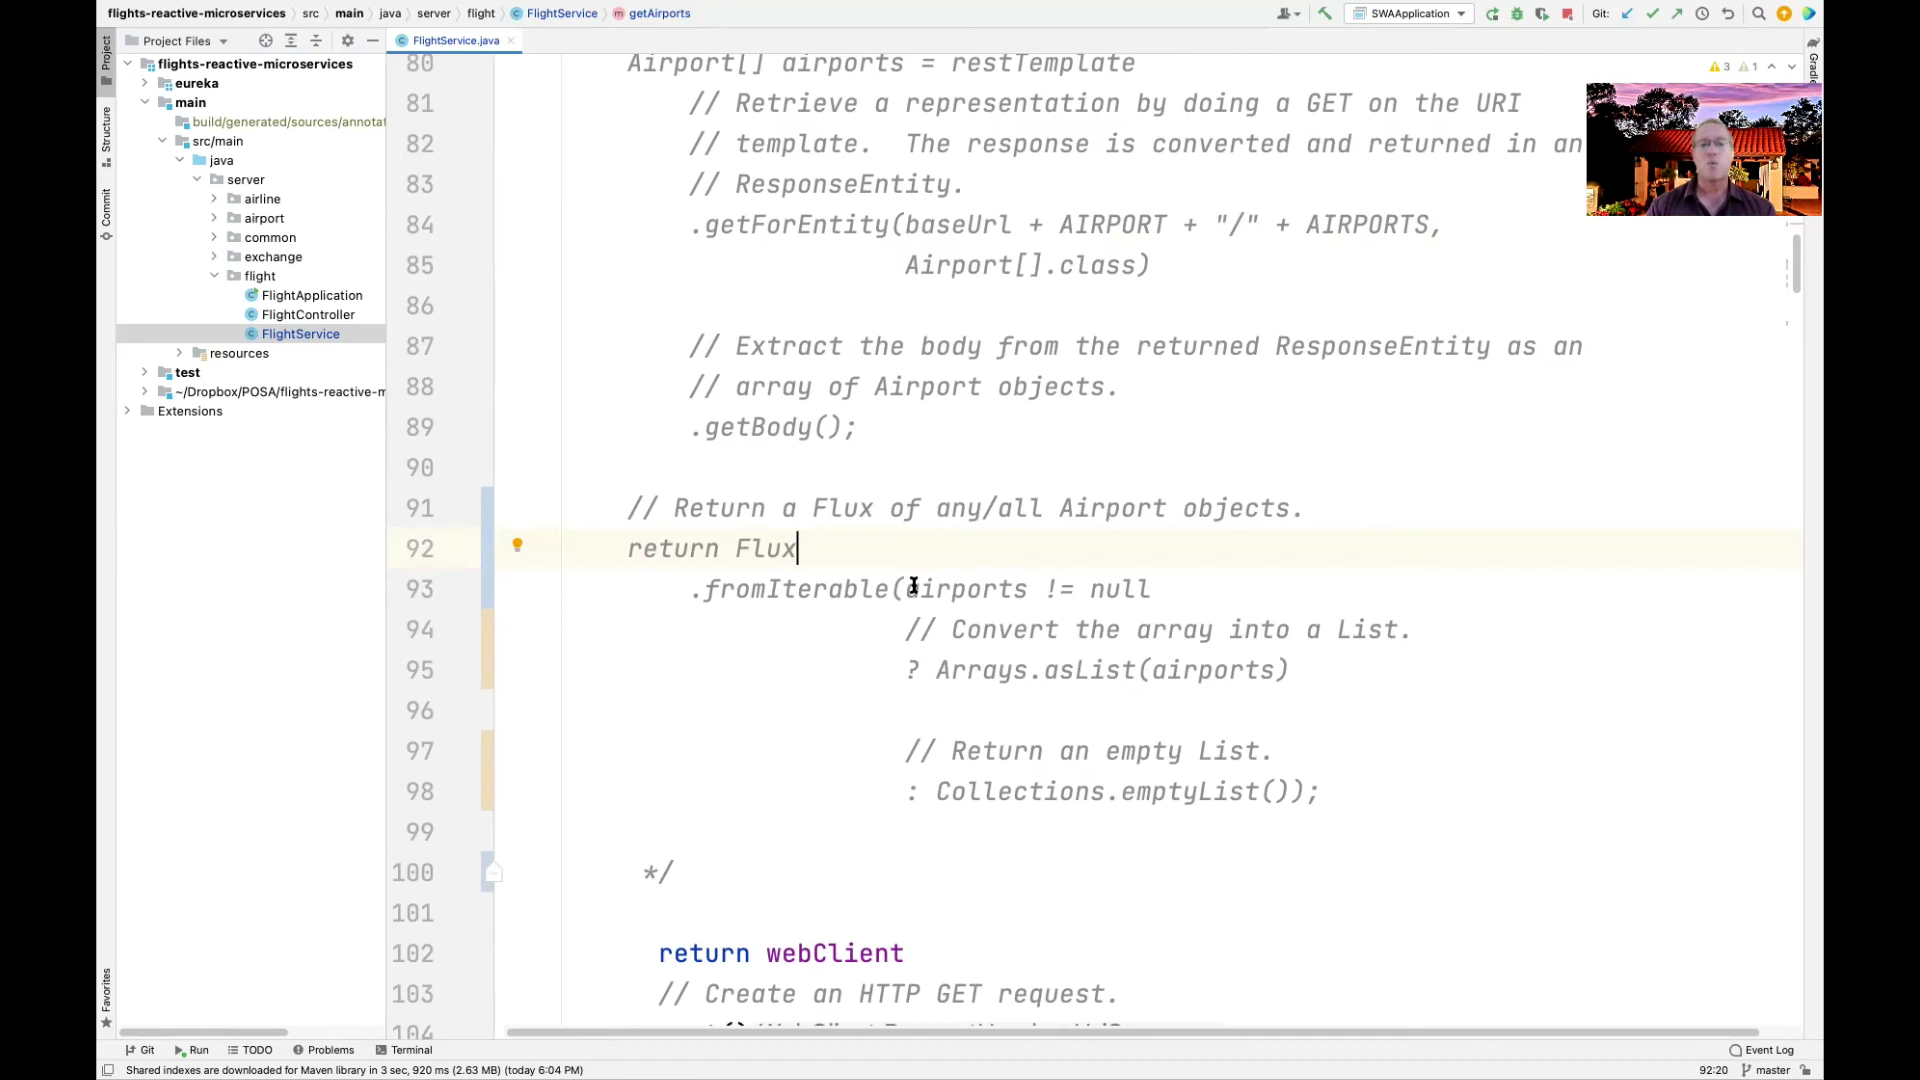 flights-reactive-microservices › src › main › java › server › flight › FlightService › getAirports
SWAApplication
Git:
Project Files
FlightService.java
Project
Structure
Commit
Favorites
Gradle
3 1
flights-reactive-microservices
eureka
main
build/generated/sources/annotat
src/main
java
server
airline
airport
common
exchange
flight
FlightApplication
FlightController
FlightService
resources
test
~/Dropbox/POSA/flights-reactive-m
Extensions
80 Airport[] airports = restTemplate
81 // Retrieve a representation by doing a GET on the URI
82 // template.  The response is converted and returned in an
83 // ResponseEntity.
84 .getForEntity(baseUrl + AIRPORT + "/" + AIRPORTS,
85 Airport[].class)
86
87 // Extract the body from the returned ResponseEntity as an
88 // array of Airport objects.
89 .getBody();
90
91 // Return a Flux of any/all Airport objects.
92 return Flux
93 .fromIterable(airports != null
94 // Convert the array into a List.
95 ? Arrays.asList(airports)
96
97 // Return an empty List.
98 : Collections.emptyList());
99
100 */
101
102 return webClient
103 // Create an HTTP GET request.
104
Git Run TODO Problems Terminal Event Log
Shared indexes are downloaded for Maven library in 3 sec, 920 ms (2.63 MB) (today 6:04 PM) 92:20 master